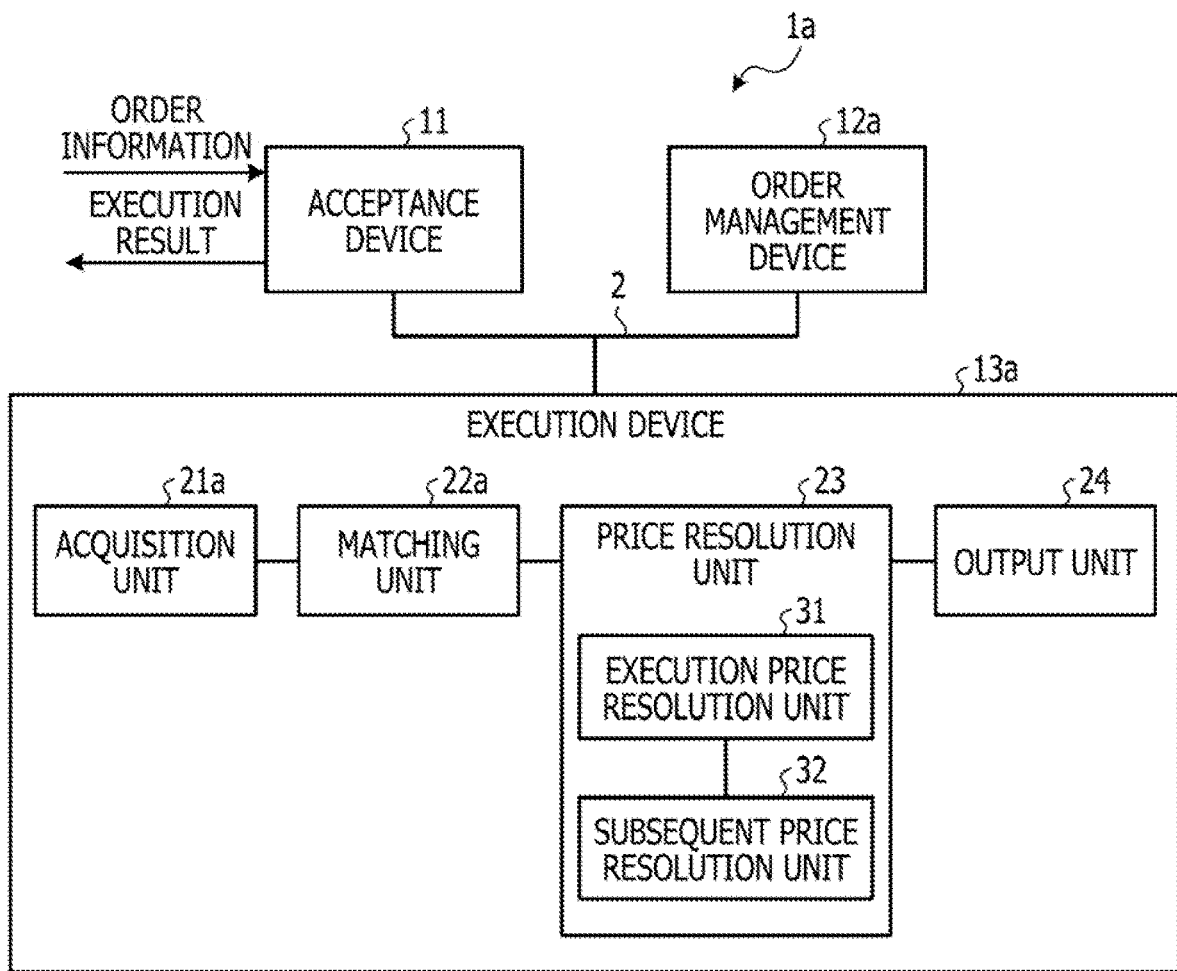 1a
ORDER
INFORMATION
EXECUTION
RESULT
11
ACCEPTANCE
DEVICE
12a
ORDER
MANAGEMENT
DEVICE
2
13a
EXECUTION DEVICE
21a
ACQUISITION
UNIT
22a
MATCHING
UNIT
23
PRICE RESOLUTION
UNIT
31
EXECUTION PRICE
RESOLUTION UNIT
32
SUBSEQUENT PRICE
RESOLUTION UNIT
24
OUTPUT UNIT